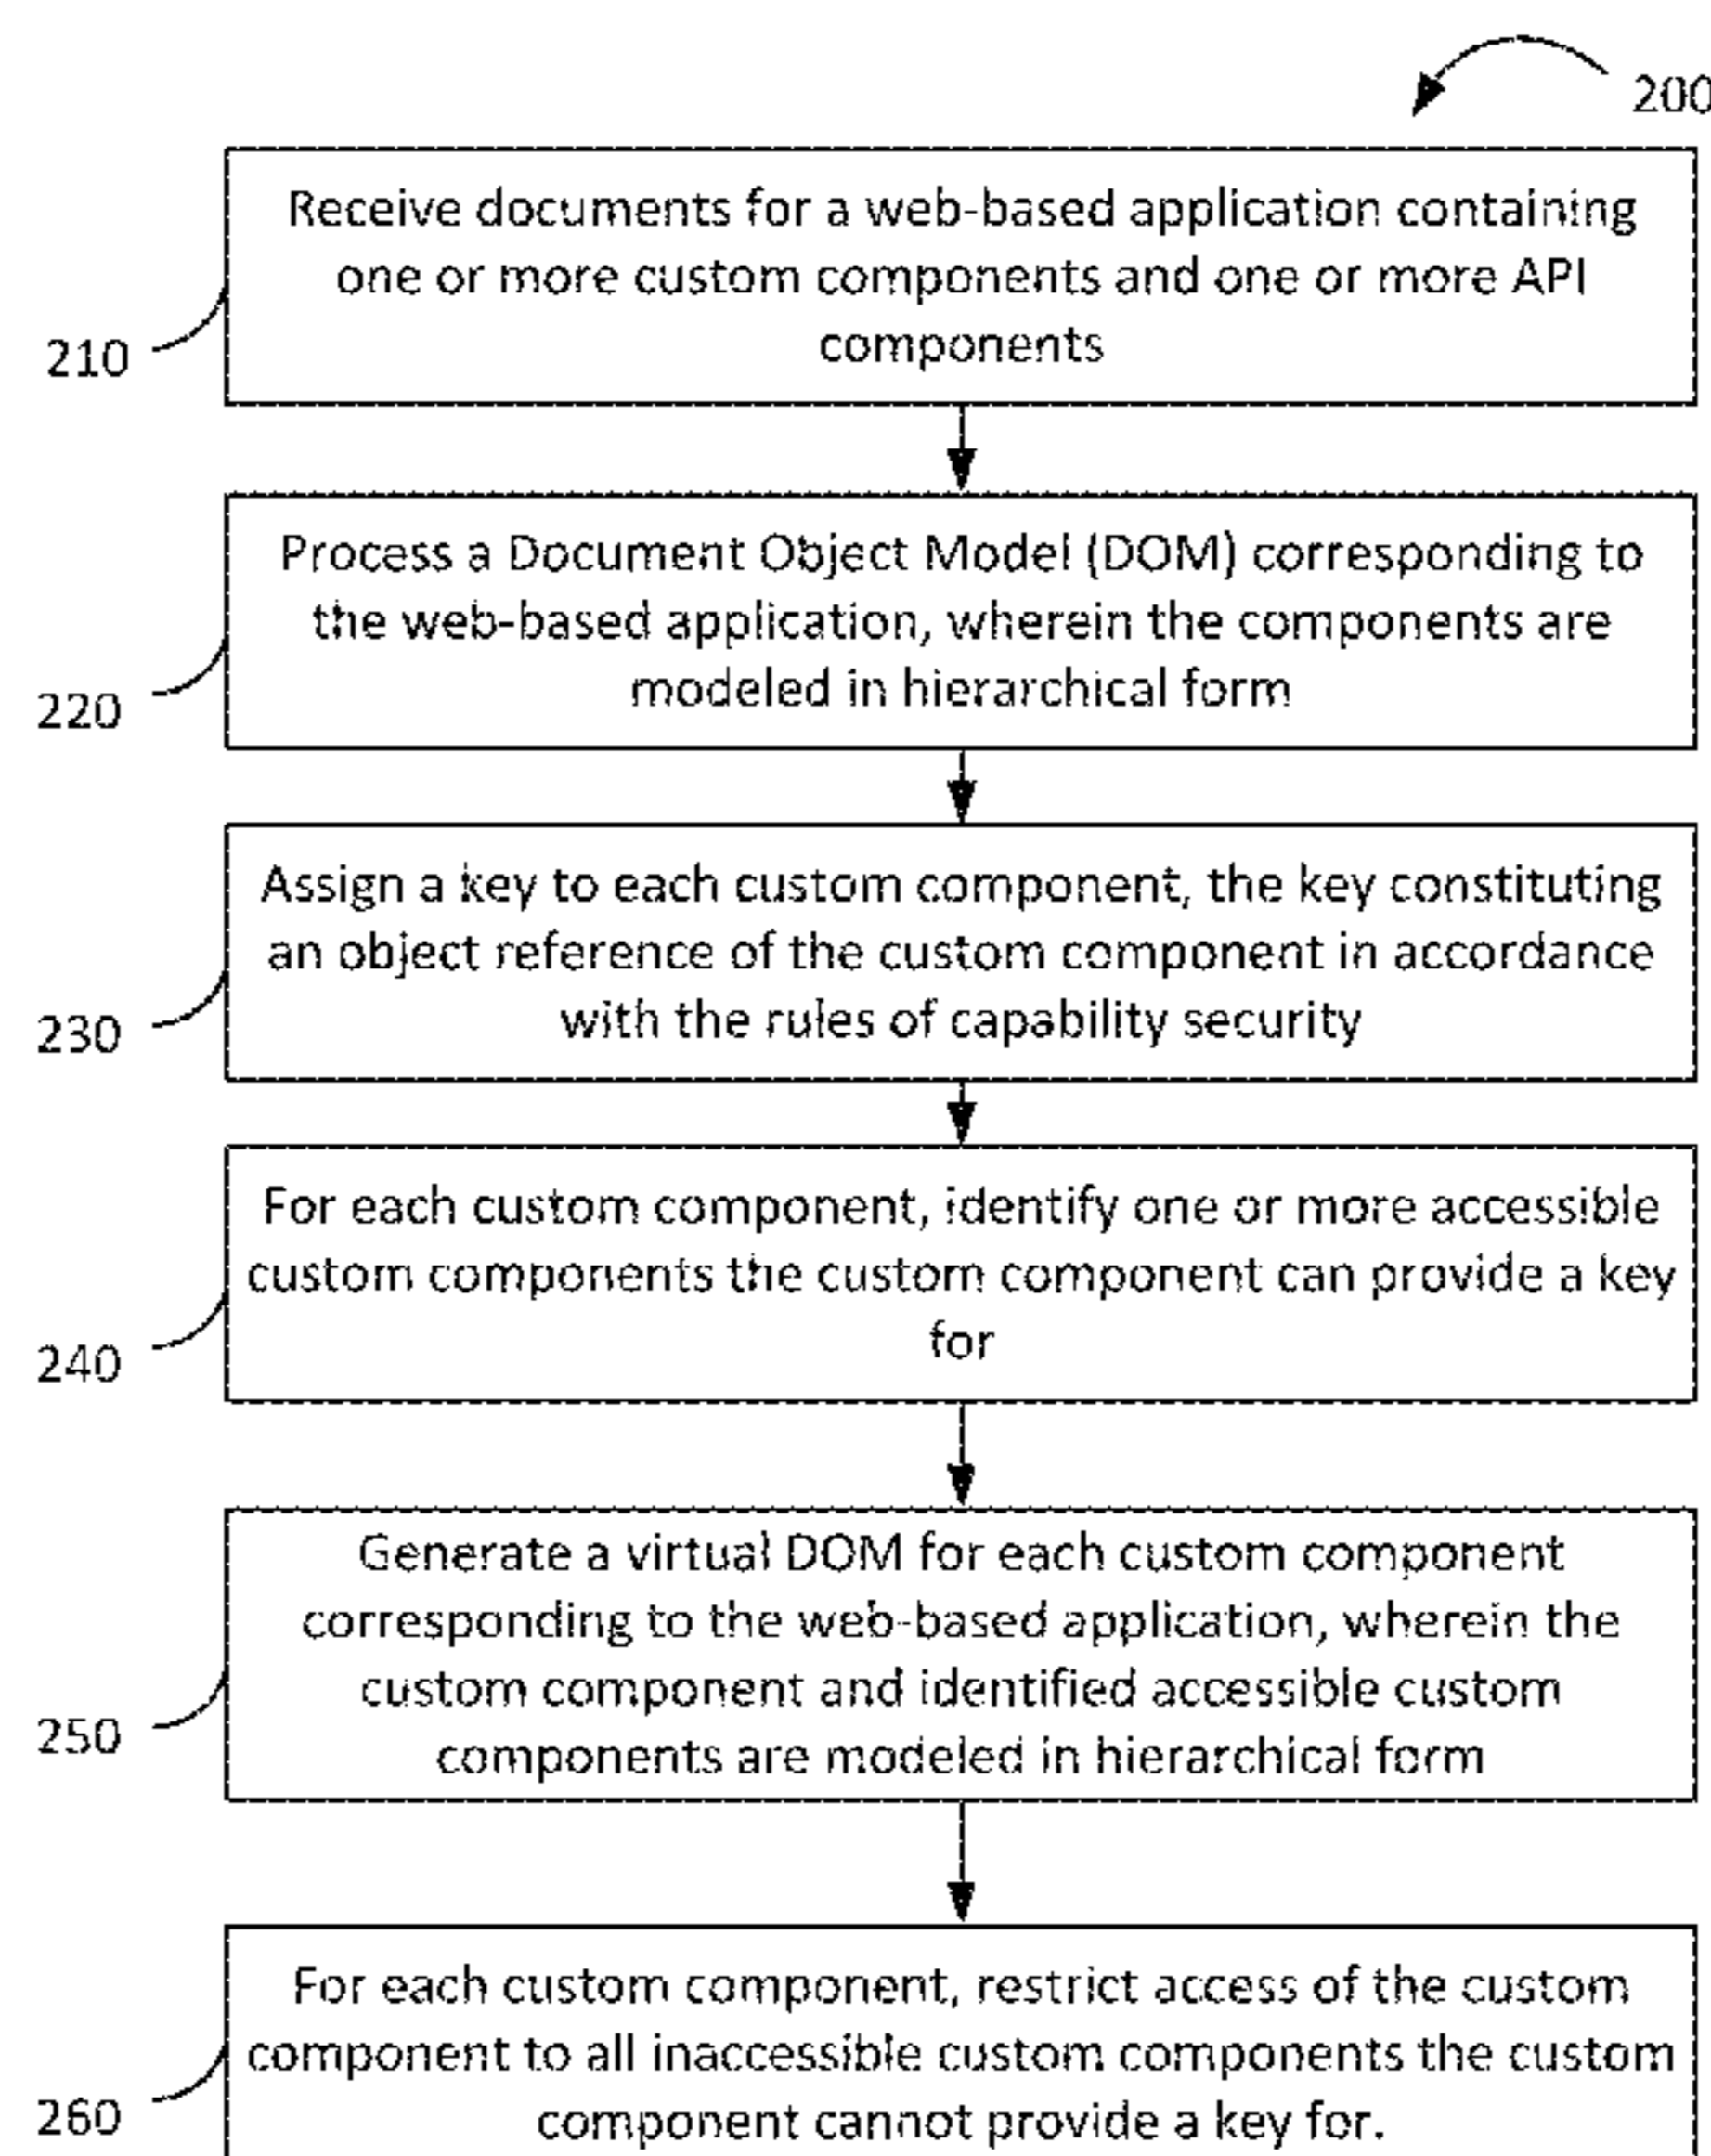 200
Receive documents for a web-based application containing
one or more custom components and one or more API
components
210
Process a Document Object Model (DOM) corresponding to
the web-based application, wherein the components are
modeled in hierarchical form
220
Assign a key to each custom component, the key constituting
an object reference of the custom component in accordance
with the rules of capability security
230
For each custom component, identify one or more accessible
custom components the custom component can provide a key
for
240
Generate a virtual DOM for each custom component
corresponding to the web-based application, wherein the
custom component and identified accessible custom
components are modeled in hierarchical form
250
For each custom component, restrict access of the custom
component to all inaccessible custom components the custom
component cannot provide a key for.
260